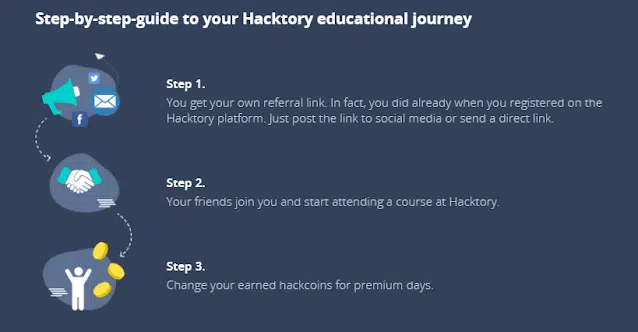 Step-by-step-guide to your Hacktory educational journey
Step 1.
You get your own referral link. In fact, you did already when you registered on the
Hacktory platform. Just post the link to social media or send a direct link.
Step 2.
Your friends join you and start attending a course at Hacktory.
Step 3.
Change your earned hackcoins for premium days.